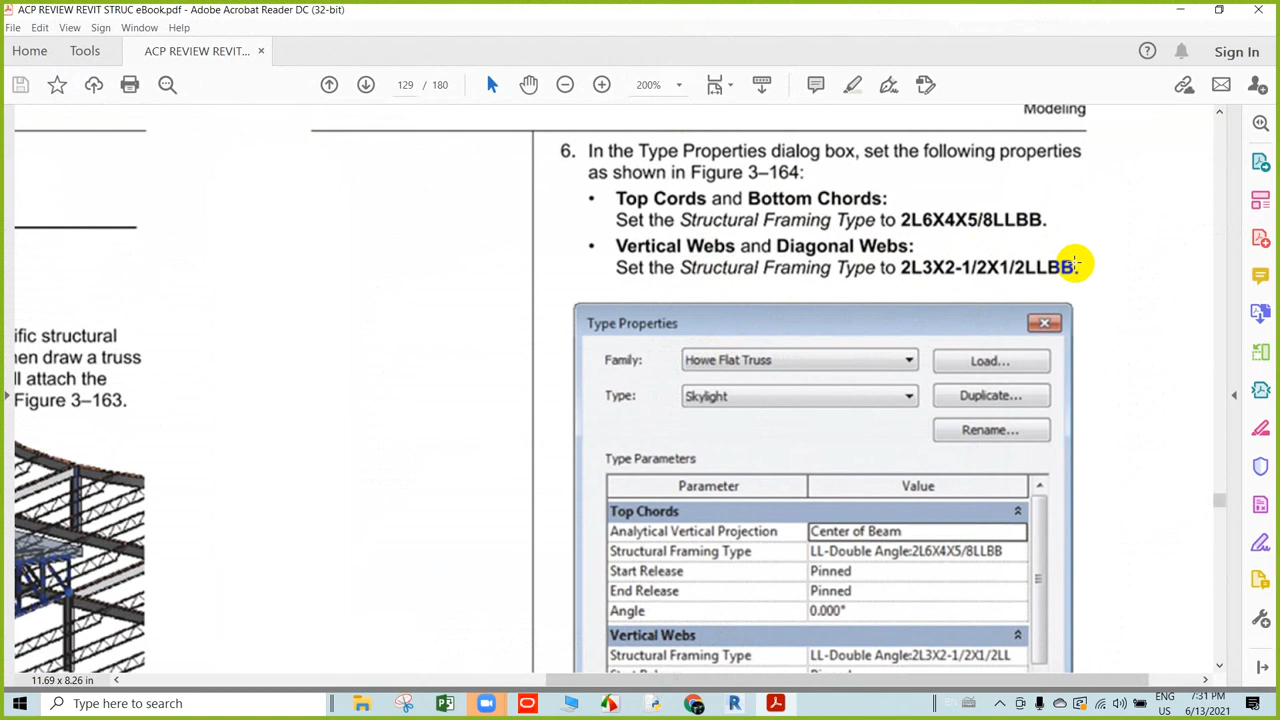 ACP REVIEW REVIT STRUC eBook.pdf - Adobe Acrobat Reader DC (32-bit)
File Edit View Sign Window Help
Home Tools ACP REVIEW REVIT... × Sign In
129 / 180 200%
Modeling
6. In the Type Properties dialog box, set the following properties
as shown in Figure 3–164:
• Top Cords and Bottom Chords:
Set the Structural Framing Type to 2L6X4X5/8LLBB.
• Vertical Webs and Diagonal Webs:
Set the Structural Framing Type to 2L3X2-1/2X1/2LLBB.
ific structural
hen draw a truss
ll attach the
Figure 3–163.
Type Properties
Family: Howe Flat Truss Load...
Type: Skylight Duplicate...
Rename...
Type Parameters
Parameter Value
Top Chords
Analytical Vertical Projection Center of Beam
Structural Framing Type LL-Double Angle:2L6X4X5/8LLBB
Start Release Pinned
End Release Pinned
Angle 0.000°
Vertical Webs
Structural Framing Type LL-Double Angle:2L3X2-1/2X1/2LL
11.69 x 8.26 in
Type here to search
ENG 7:31 PM
US 6/13/2021